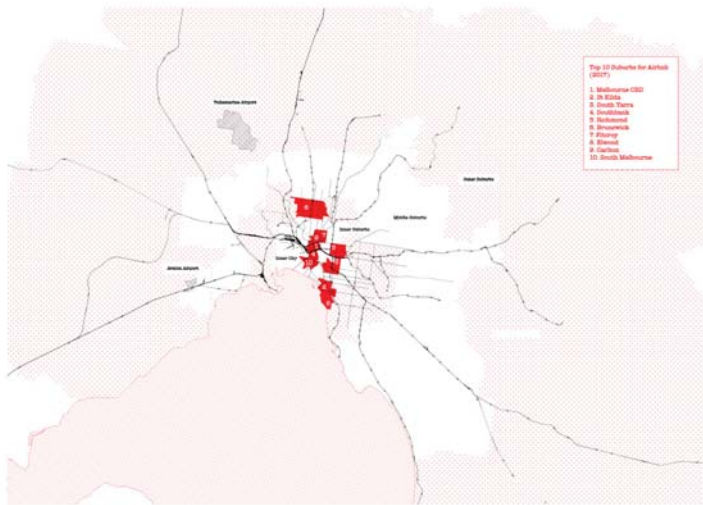 Top 10 Suburbs for Airbnb
(2017)
1. Melbourne CBD
2. St Kilda
3. South Yarra
4. Southbank
5. Richmond
6. Brunswick
7. Fitzroy
8. Elwood
9. Carlton
10. South Melbourne
Tullamarine Airport
Outer Suburbs
Middle Suburbs
Inner Suburbs
Inner City
Avalon Airport